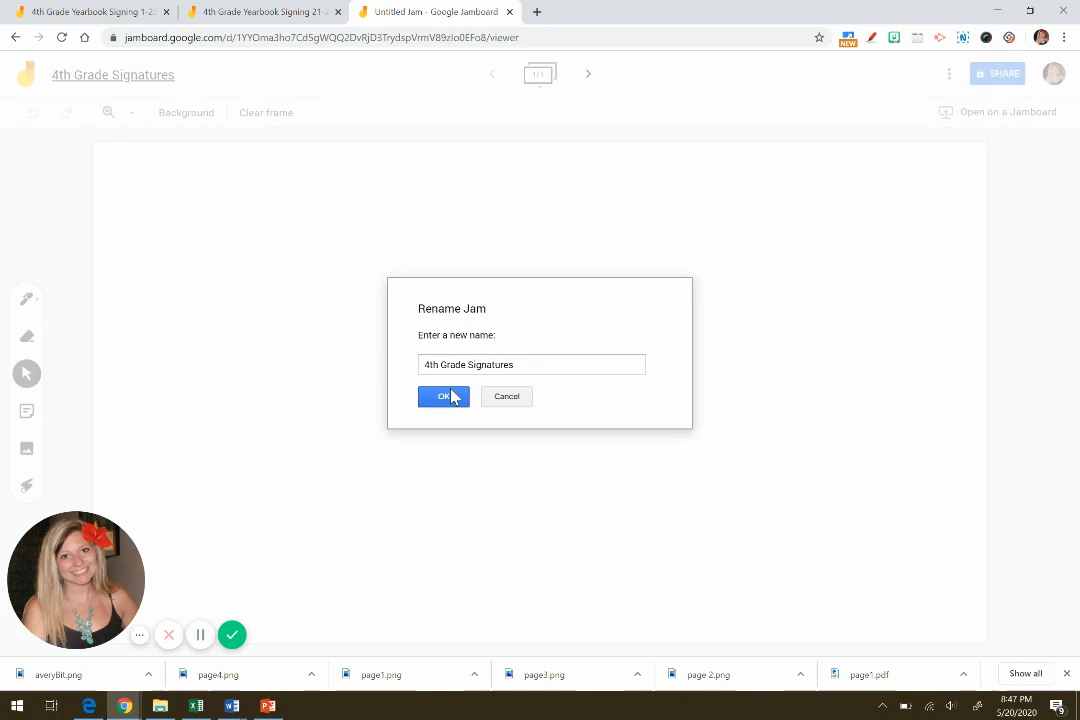 4th Grade Yearbook Signing 1-2
4th Grade Yearbook Signing 21-
Untitled Jam - Google Jamboard
jamboard.google.com/d/1YYOma3ho7Cd5gWQQ2DvRjD3TrydspVrmV89zIo0EFo8/viewer
NEW
4th Grade Signatures
1/1
SHARE
Background
Clear frame
Open on a Jamboard
Rename Jam
Enter a new name:
4th Grade Signatures
OK
Cancel
averyBit.png
page4.png
page1.png
page3.png
page 2.png
page1.pdf
Show all
8:47 PM
5/20/2020
9